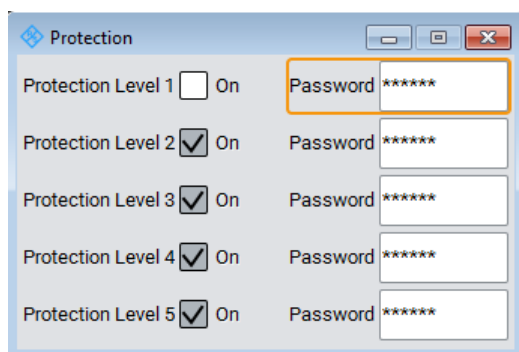 Protection
Protection Level 1 On Password ******
Protection Level 2 On Password ******
Protection Level 3 On Password ******
Protection Level 4 On Password ******
Protection Level 5 On Password ******